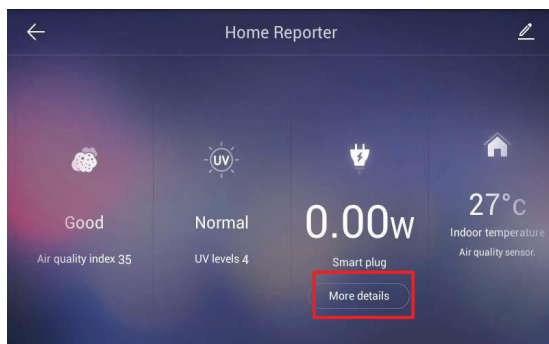 Home Reporter
UV
Good
Air quality index 35
Normal
UV levels 4
0.00w
Smart plug
More details
27°c
Indoor temperature
Air quality sensor.